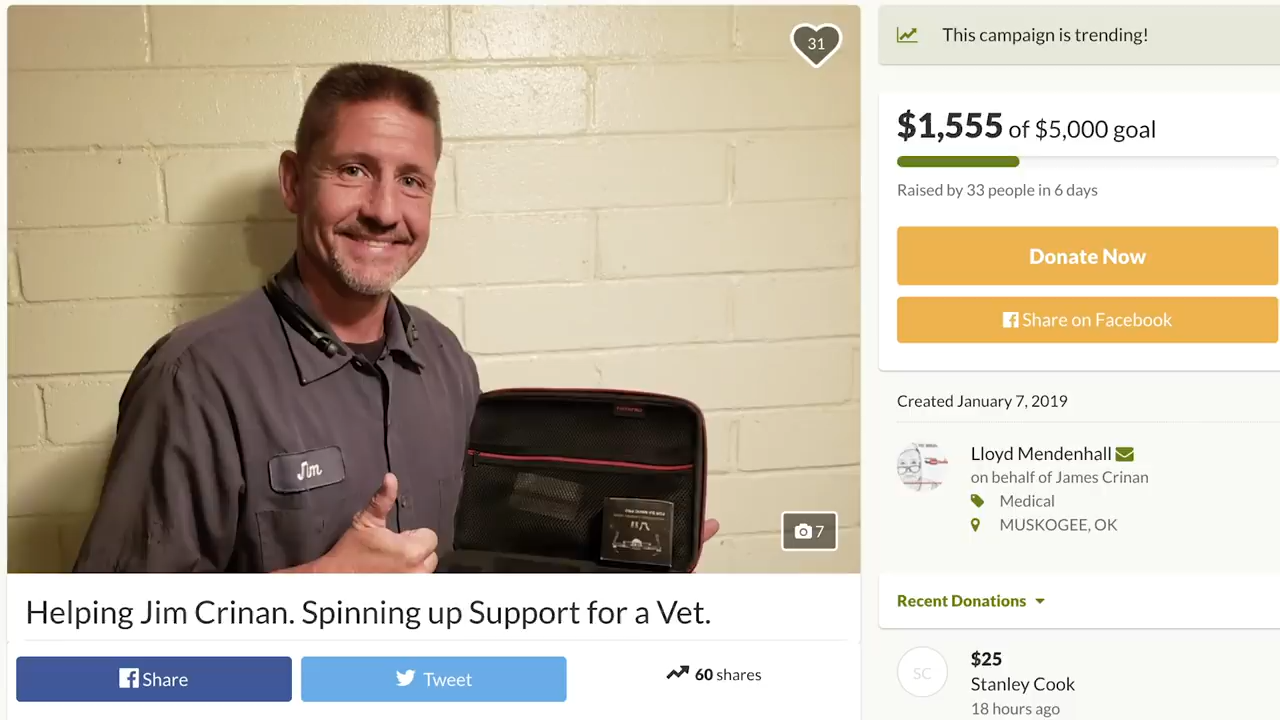 31
Jim
7
Helping Jim Crinan. Spinning up Support for a Vet.
Share
Tweet
60 shares
This campaign is trending!
$1,555 of $5,000 goal
Raised by 33 people in 6 days
Donate Now
Share on Facebook
Created January 7, 2019
Lloyd Mendenhall
on behalf of James Crinan
Medical
MUSKOGEE, OK
Recent Donations
SC
$25
Stanley Cook
18 hours ago